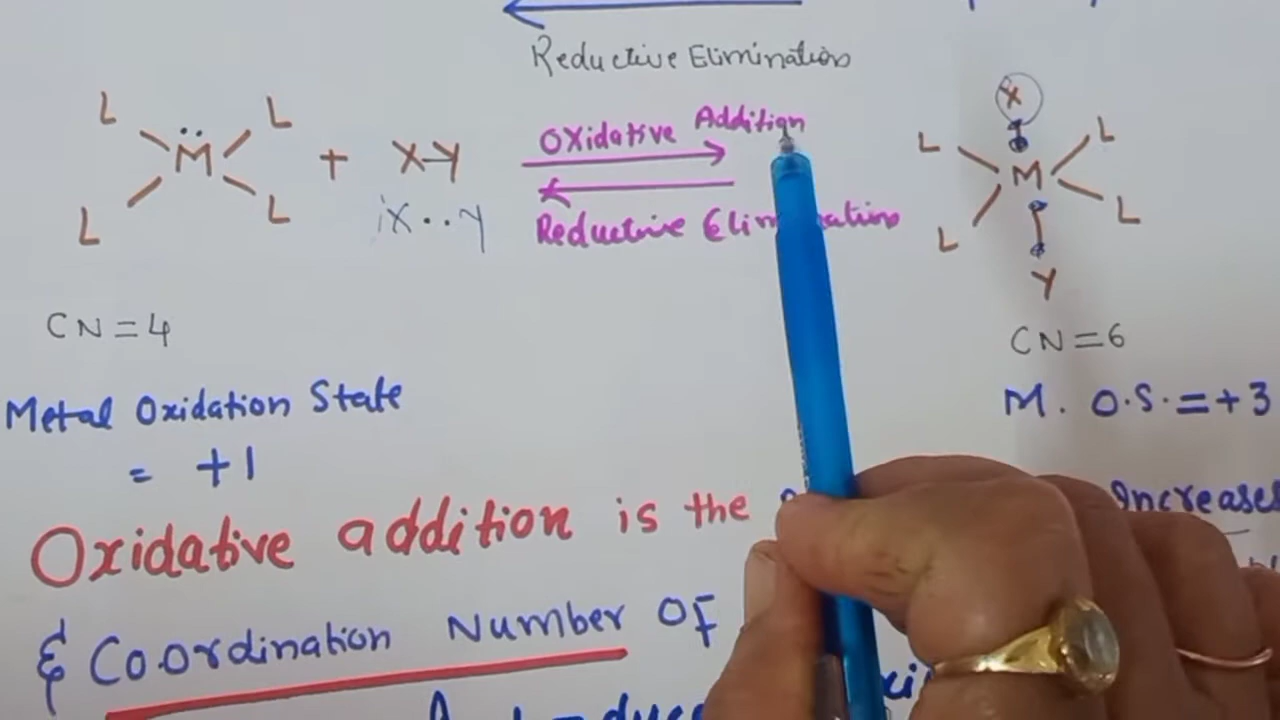 Reductive Elimination
L L
M + X-Y
L L
X..Y
Oxidative Addition
Reductive Elimination
X
L L
M
L L
Y
CN=4
CN=6
Metal Oxidation State
= +1
M. O.S.=+3
Oxidative addition is the
Increases
& Coordination Number OF